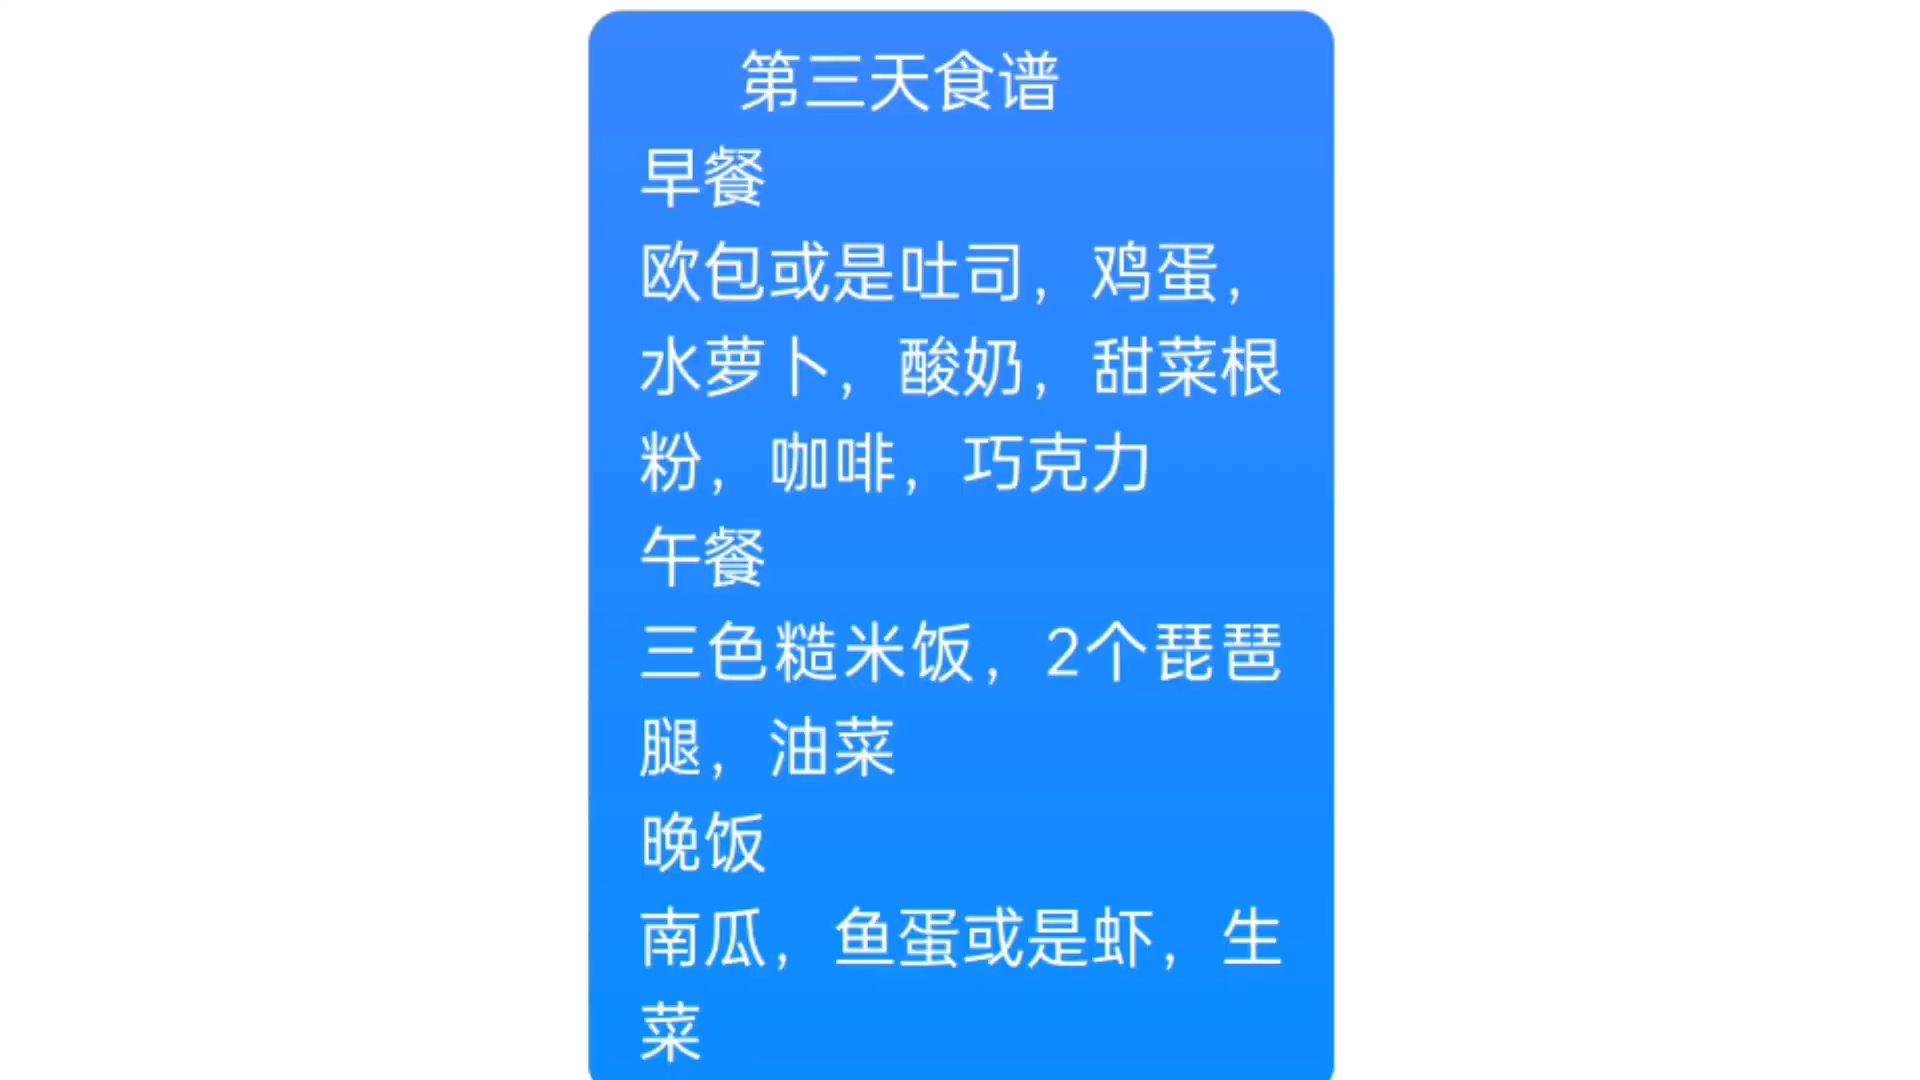 第三天食谱
早餐
欧包或是吐司，鸡蛋，
水萝卜，酸奶，甜菜根
粉，咖啡，巧克力
午餐
三色糙米饭，2个琵琶
腿，油菜
晚饭
南瓜，鱼蛋或是虾，生
菜